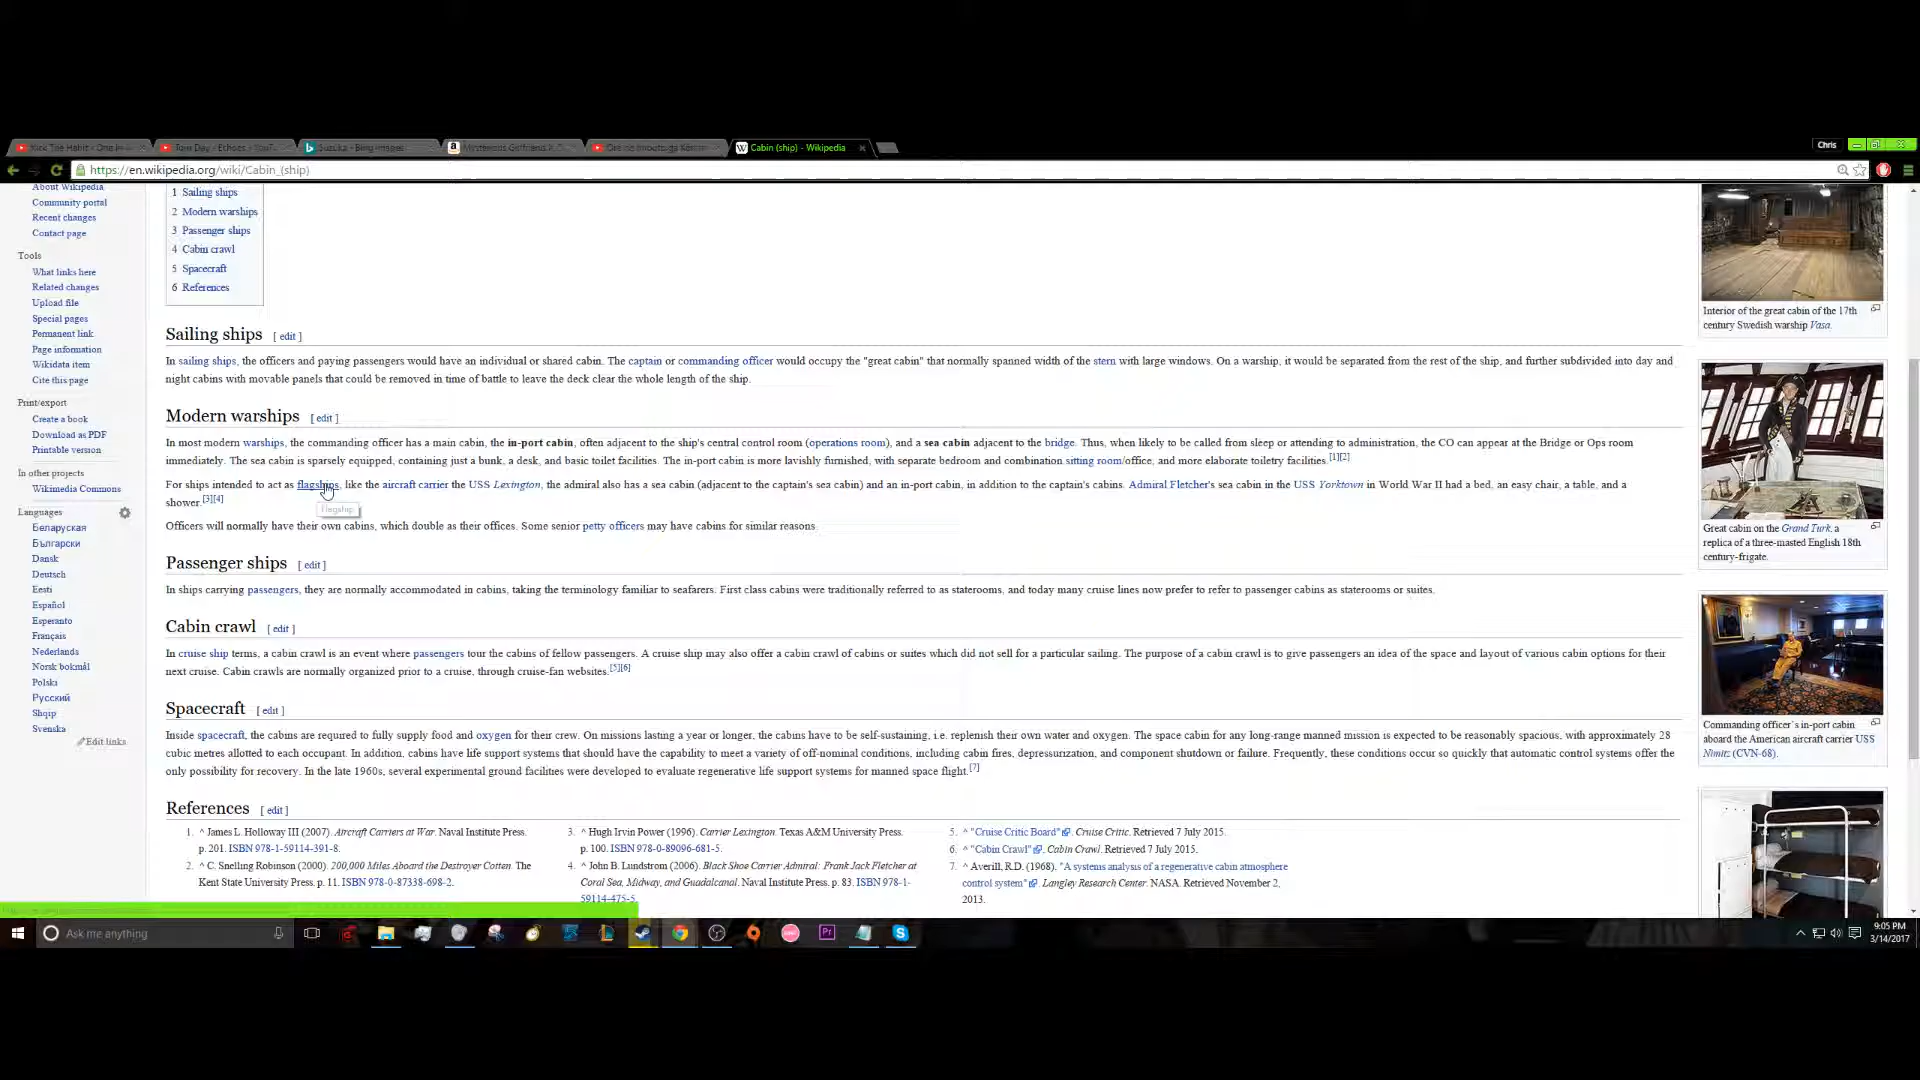 Cabin (ship) - Wikipedia
Chris
https://en.wikipedia.org/wiki/Cabin_(ship)
About Wikipedia
Community portal
Recent changes
Contact page
Tools
What links here
Related changes
Upload file
Special pages
Permanent link
Page information
Wikidata item
Cite this page
Print/export
Create a book
Download as PDF
Printable version
In other projects
Wikimedia Commons
Languages
Беларуская
Български
Dansk
Deutsch
Eesti
Español
Esperanto
Français
Nederlands
Norsk bokmål
Polski
Русский
Shqip
Svenska
Edit links
1 Sailing ships
2 Modern warships
3 Passenger ships
4 Cabin crawl
5 Spacecraft
6 References
Sailing ships [ edit ]
In sailing ships, the officers and paying passengers would have an individual or shared cabin. The captain or commanding officer would occupy the "great cabin" that normally spanned width of the stern with large windows. On a warship, it would be separated from the rest of the ship, and further subdivided into day and
night cabins with movable panels that could be removed in time of battle to leave the deck clear the whole length of the ship.
Modern warships [ edit ]
In most modern warships, the commanding officer has a main cabin, the in-port cabin, often adjacent to the ship's central control room (operations room), and a sea cabin adjacent to the bridge. Thus, when likely to be called from sleep or attending to administration, the CO can appear at the Bridge or Ops room
immediately. The sea cabin is sparsely equipped, containing just a bunk, a desk, and basic toilet facilities. The in-port cabin is more lavishly furnished, with separate bedroom and combination sitting room/office, and more elaborate toiletry facilities.[1][2]
For ships intended to act as flagships, like the aircraft carrier the USS Lexington, the admiral also has a sea cabin (adjacent to the captain's sea cabin) and an in-port cabin, in addition to the captain's cabins. Admiral Fletcher's sea cabin in the USS Yorktown in World War II had a bed, an easy chair, a table, and a
shower.[3][4]
Flagship
Officers will normally have their own cabins, which double as their offices. Some senior petty officers may have cabins for similar reasons.
Passenger ships [ edit ]
In ships carrying passengers, they are normally accommodated in cabins, taking the terminology familiar to seafarers. First class cabins were traditionally referred to as staterooms, and today many cruise lines now prefer to refer to passenger cabins as staterooms or suites.
Cabin crawl [ edit ]
In cruise ship terms, a cabin crawl is an event where passengers tour the cabins of fellow passengers. A cruise ship may also offer a cabin crawl of cabins or suites which did not sell for a particular sailing. The purpose of a cabin crawl is to give passengers an idea of the space and layout of various cabin options for their
next cruise. Cabin crawls are normally organized prior to a cruise, through cruise-fan websites.[5][6]
Spacecraft [ edit ]
Inside spacecraft, the cabins are required to fully supply food and oxygen for their crew. On missions lasting a year or longer, the cabins have to be self-sustaining, i.e. replenish their own water and oxygen. The space cabin for any long-range manned mission is expected to be reasonably spacious, with approximately 28
cubic metres allotted to each occupant. In addition, cabins have life support systems that should have the capability to meet a variety of off-nominal conditions, including cabin fires, depressurization, and component shutdown or failure. Frequently, these conditions occur so quickly that automatic control systems offer the
only possibility for recovery. In the late 1960s, several experimental ground facilities were developed to evaluate regenerative life support systems for manned space flight.[7]
References [ edit ]
1. ^ James L. Holloway III (2007). Aircraft Carriers at War. Naval Institute Press.
p. 201. ISBN 978-1-59114-391-8.
2. ^ C. Snelling Robinson (2000). 200,000 Miles Aboard the Destroyer Cotten. The
Kent State University Press. p. 11. ISBN 978-0-87338-698-2.
3. ^ Hugh Irvin Power (1996). Carrier Lexington. Texas A&M University Press.
p. 100. ISBN 978-0-89096-681-5.
4. ^ John B. Lundstrom (2006). Black Shoe Carrier Admiral: Frank Jack Fletcher at
Coral Sea, Midway, and Guadalcanal. Naval Institute Press. p. 83. ISBN 978-1-
59114-475-5.
5. ^ "Cruise Critic Board". Cruise Critic. Retrieved 7 July 2015.
6. ^ "Cabin Crawl". Cabin Crawl. Retrieved 7 July 2015.
7. ^ Averill, R.D. (1968). "A systems analysis of a regenerative cabin atmosphere
control system". Langley Research Center. NASA. Retrieved November 2,
2013.
Interior of the great cabin of the 17th
century Swedish warship Vasa.
Great cabin on the Grand Turk, a
replica of a three-masted English 18th
century-frigate.
Commanding officer's in-port cabin
aboard the American aircraft carrier USS
Nimitz (CVN-68).
Ask me anything
Pr
9:05 PM
3/14/2017